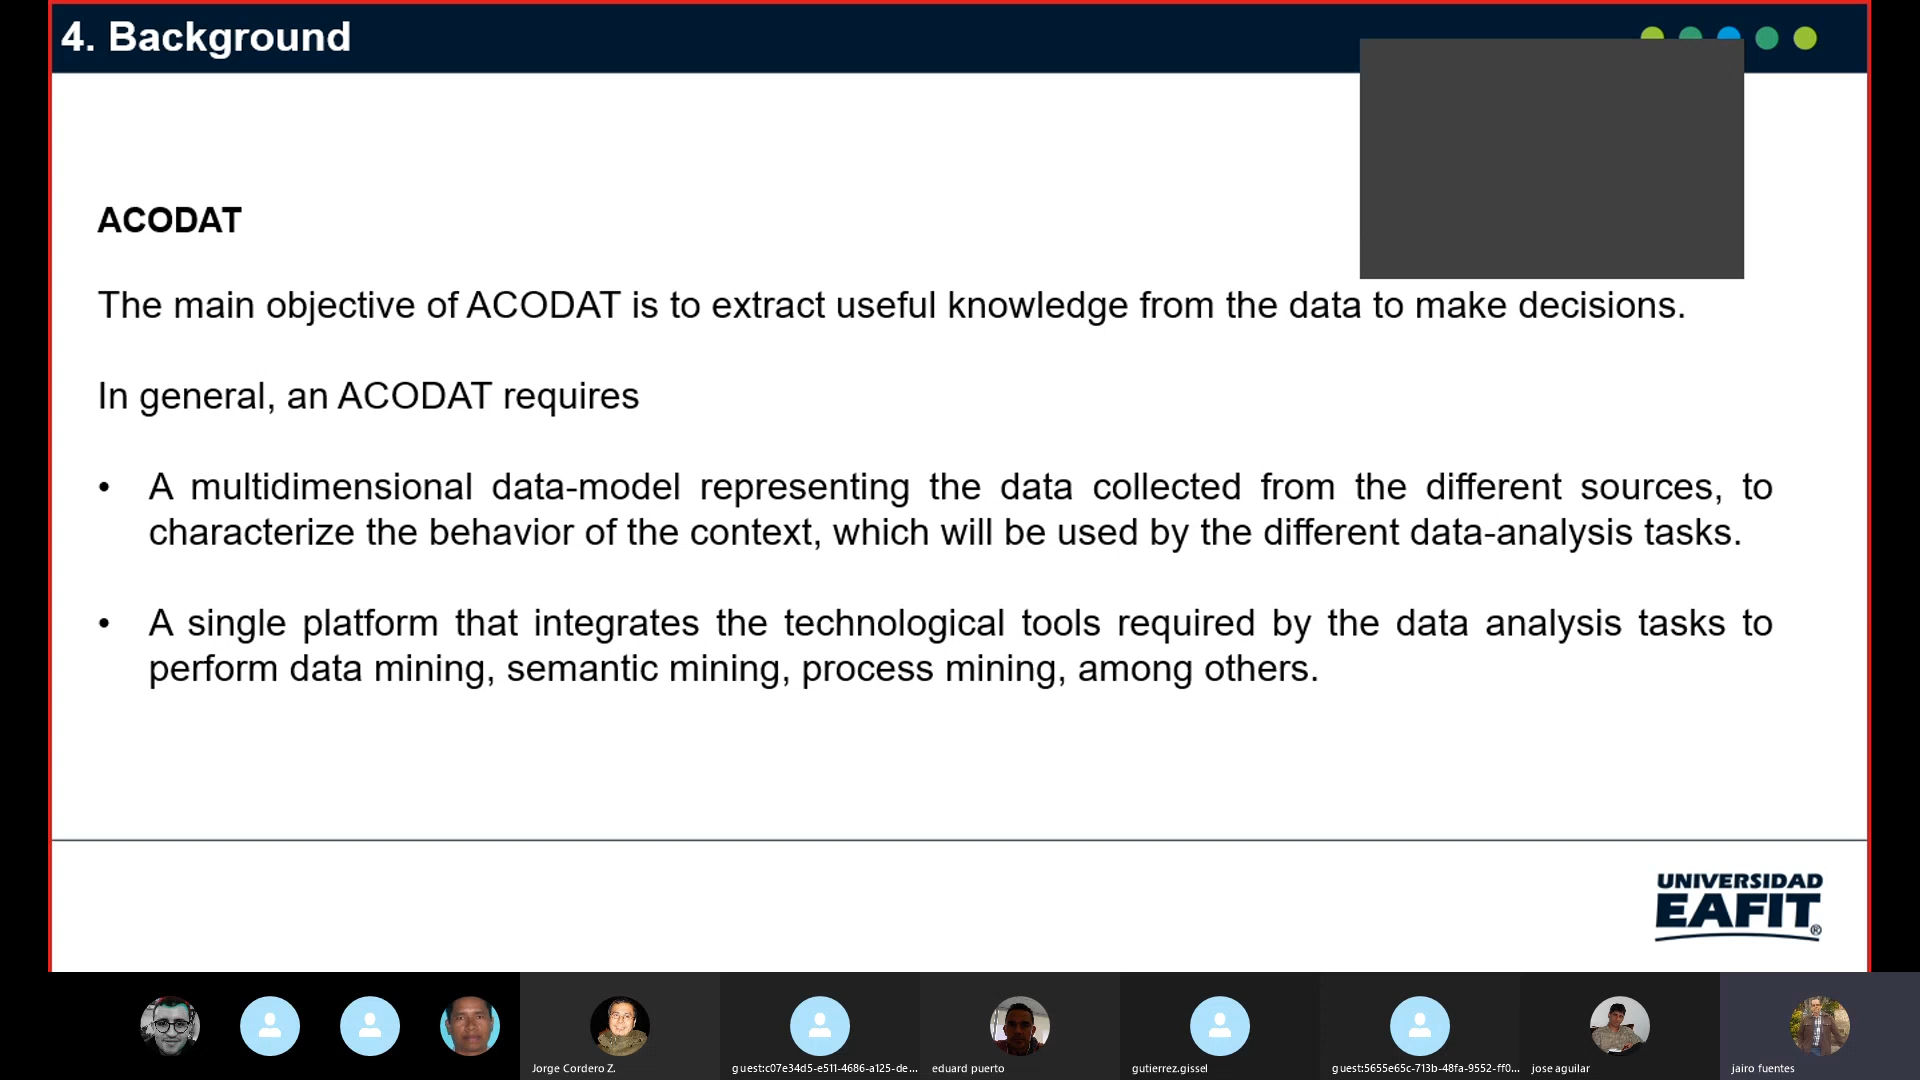 4. Background
ACODAT
The main objective of ACODAT is to extract useful knowledge from the data to make decisions.
In general, an ACODAT requires
• A multidimensional data-model representing the data collected from the different sources, to
characterize the behavior of the context, which will be used by the different data-analysis tasks.
• A single platform that integrates the technological tools required by the data analysis tasks to
perform data mining, semantic mining, process mining, among others.
UNIVERSIDAD
EAFIT®
Jorge Cordero Z.
guest:c07e34d5-e511-4686-a125-de...
eduard puerto
gutierrez.gissel
guest:5655e65c-713b-48fa-9552-ff0...
jose aguilar
jairo fuentes